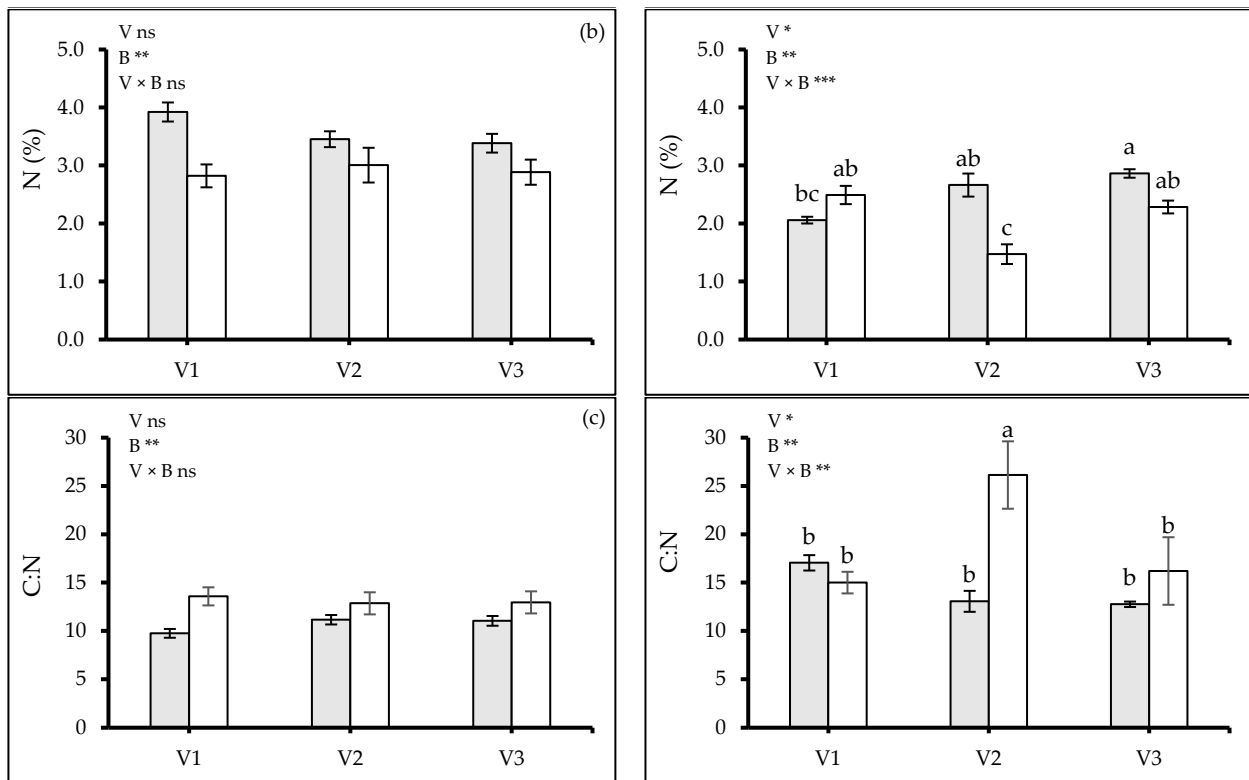 V ns
B **
V × B ns
(b)
5.0
4.0
3.0
2.0
1.0
0.0
N (%)
V1
V2
V3
V *
B **
V × B ***
5.0
4.0
3.0
2.0
1.0
0.0
N (%)
bc
ab
ab
c
a
ab
V1
V2
V3
V ns
B **
V × B ns
(c)
30
25
20
15
10
5
0
C:N
V1
V2
V3
V *
B **
V × B **
30
25
20
15
10
5
0
C:N
b
b
b
a
b
b
V1
V2
V3